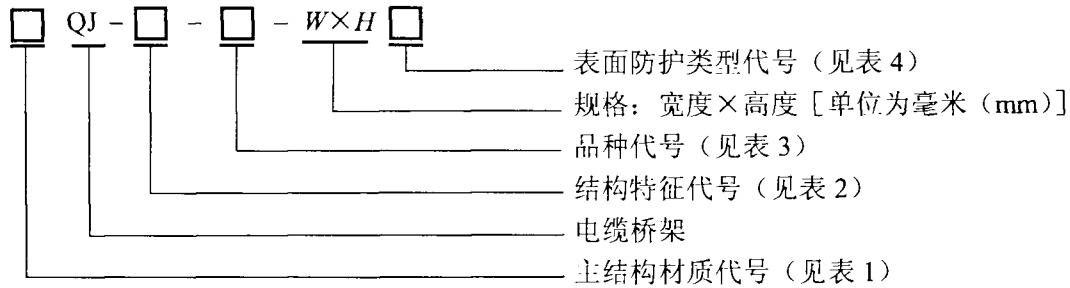 □ QJ-□-□-W×H□
表面防护类型代号（见表 4）
规格：宽度×高度［单位为毫米（mm）］
品种代号（见表 3）
结构特征代号（见表 2）
电缆桥架
主结构材质代号（见表 1）